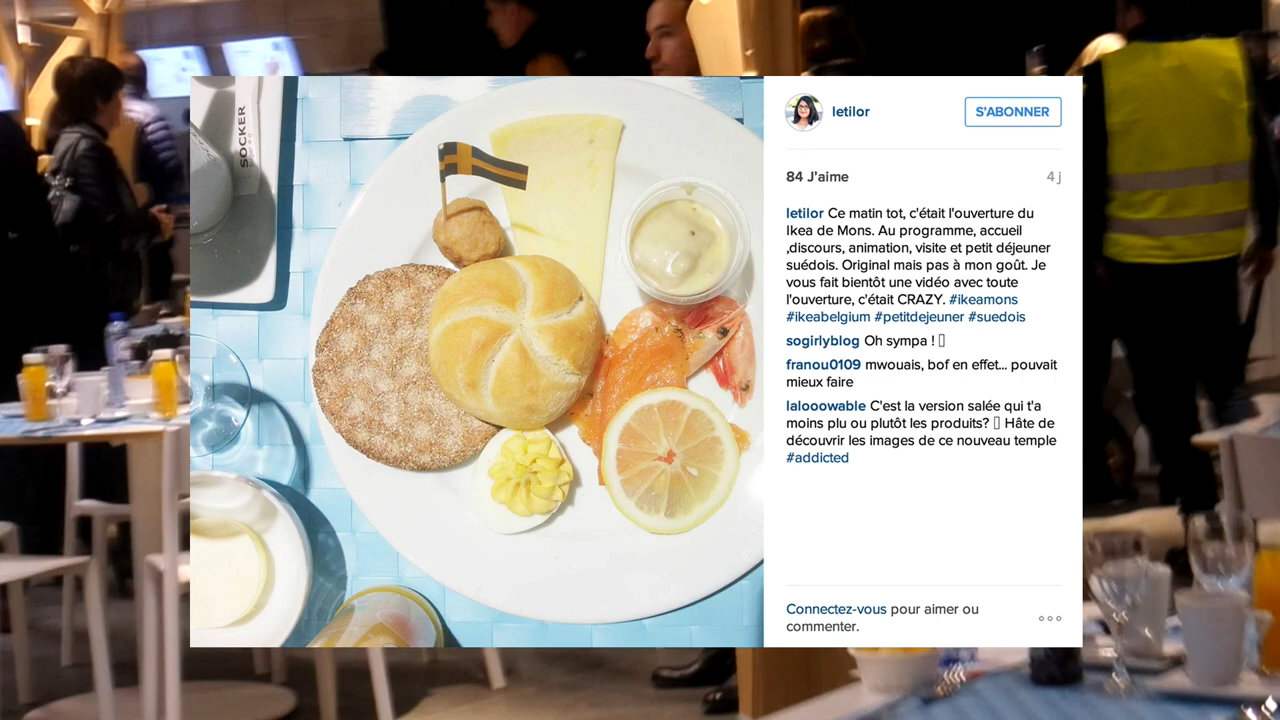 SOCKER
letilor
S'ABONNER
84 J'aime
4 j
letilor Ce matin tot, c'était l'ouverture du
Ikea de Mons. Au programme, accueil
,discours, animation, visite et petit déjeuner
suédois. Original mais pas à mon goût. Je
vous fait bientôt une vidéo avec toute
l'ouverture, c'était CRAZY. #ikeamons
#ikeabelgium #petitdejeuner #suedois
sogirlyblog Oh sympa !
franou0109 mwouais, bof en effet... pouvait
mieux faire
lalooowable C'est la version salée qui t'a
moins plu ou plutôt les produits? Hâte de
découvrir les images de ce nouveau temple
#addicted
Connectez-vous pour aimer ou
commenter.